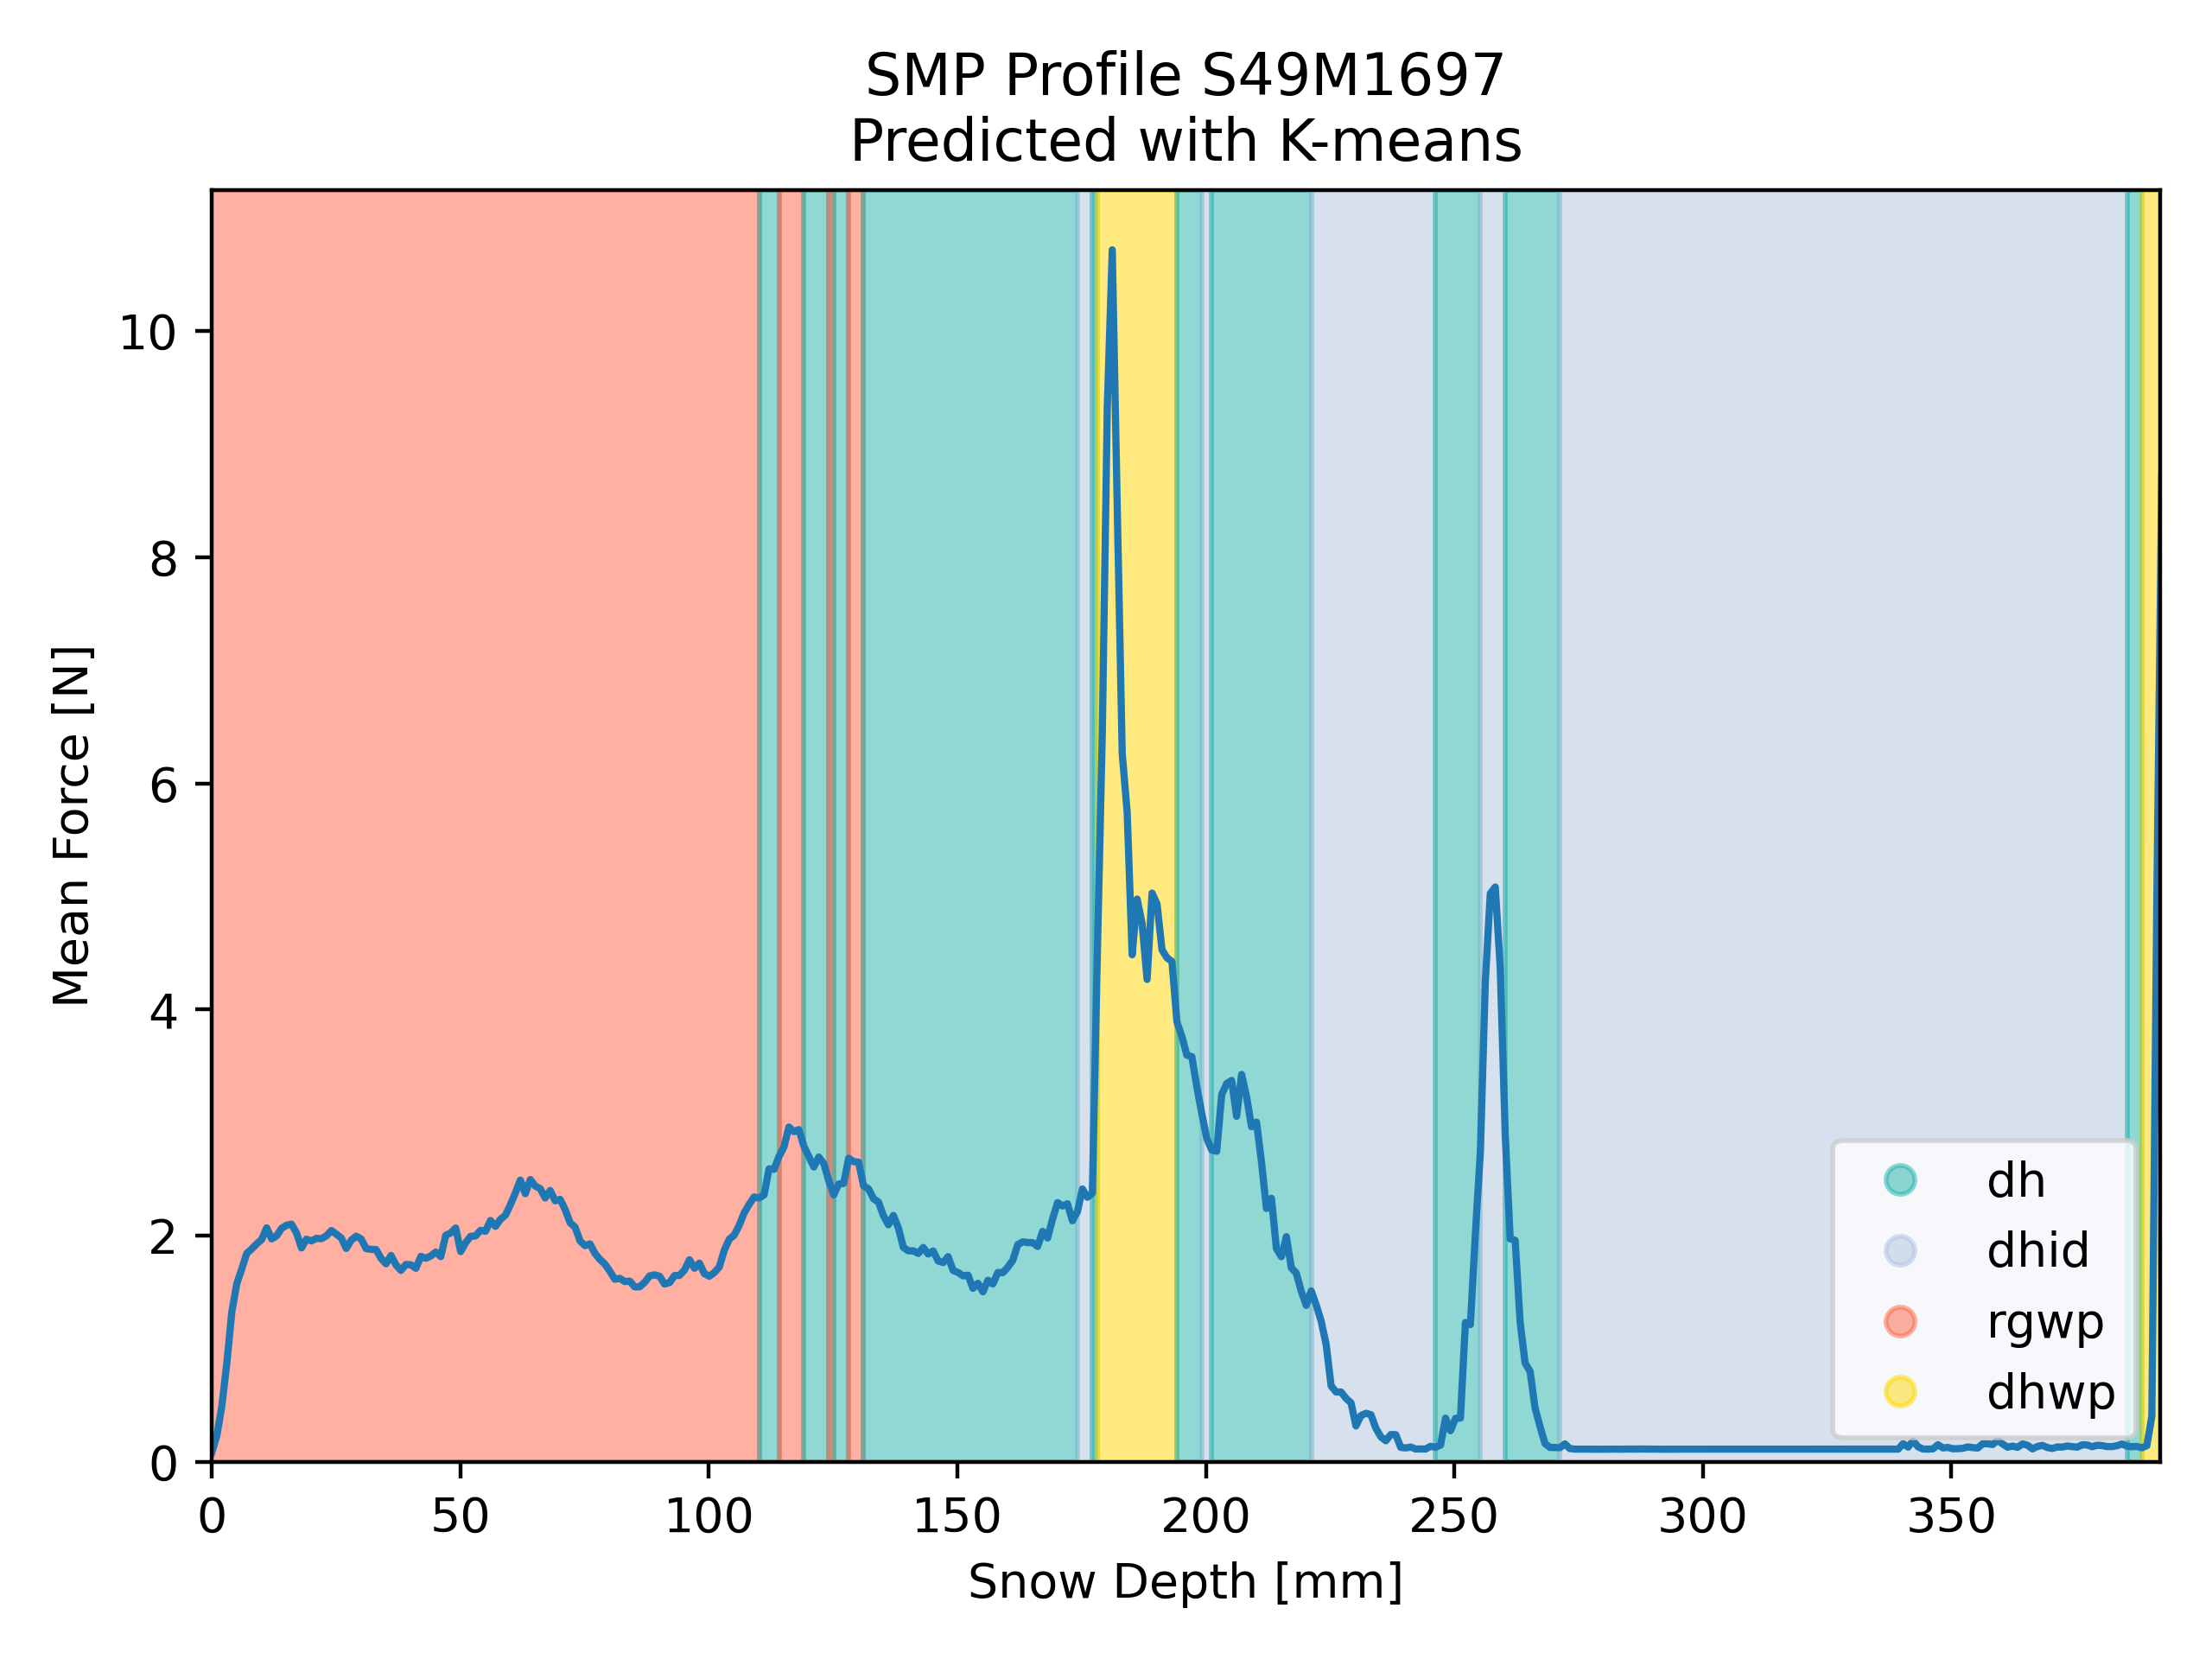 SMP Profile S49M1697
Predicted with K-means
Mean Force [N]
10
8
6
4
2
0
dh
dhid
rgwp
dhwp
0 50 100 150 200 250 300 350
Snow Depth [mm]